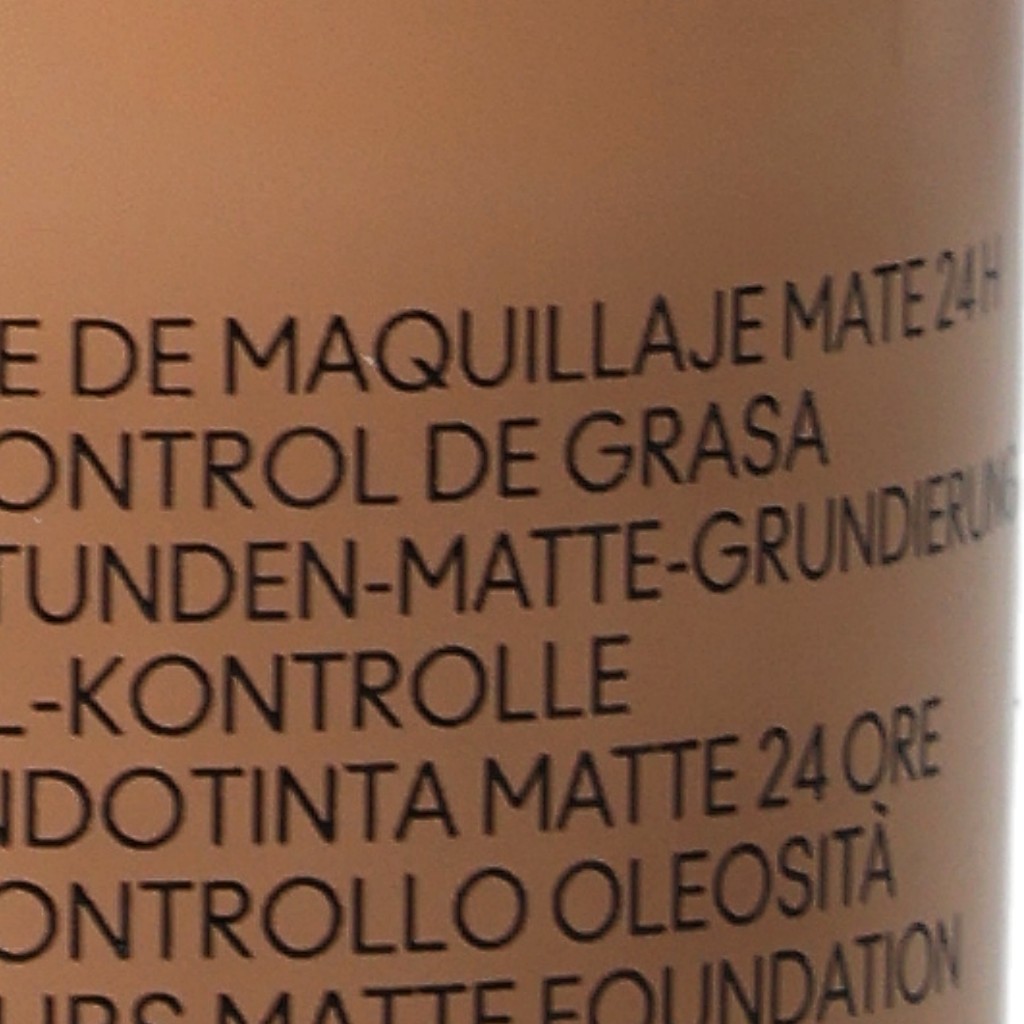 E DE MAQUILLAJE MATE 24H
ONTROL DE GRASA
TUNDEN-MATTE-GRUNDIERUNG
L-KONTROLLE
NDOTINTA MATTE 24 ORE
ONTROLLO OLEOSITÀ
URS MATTE FOUNDATION